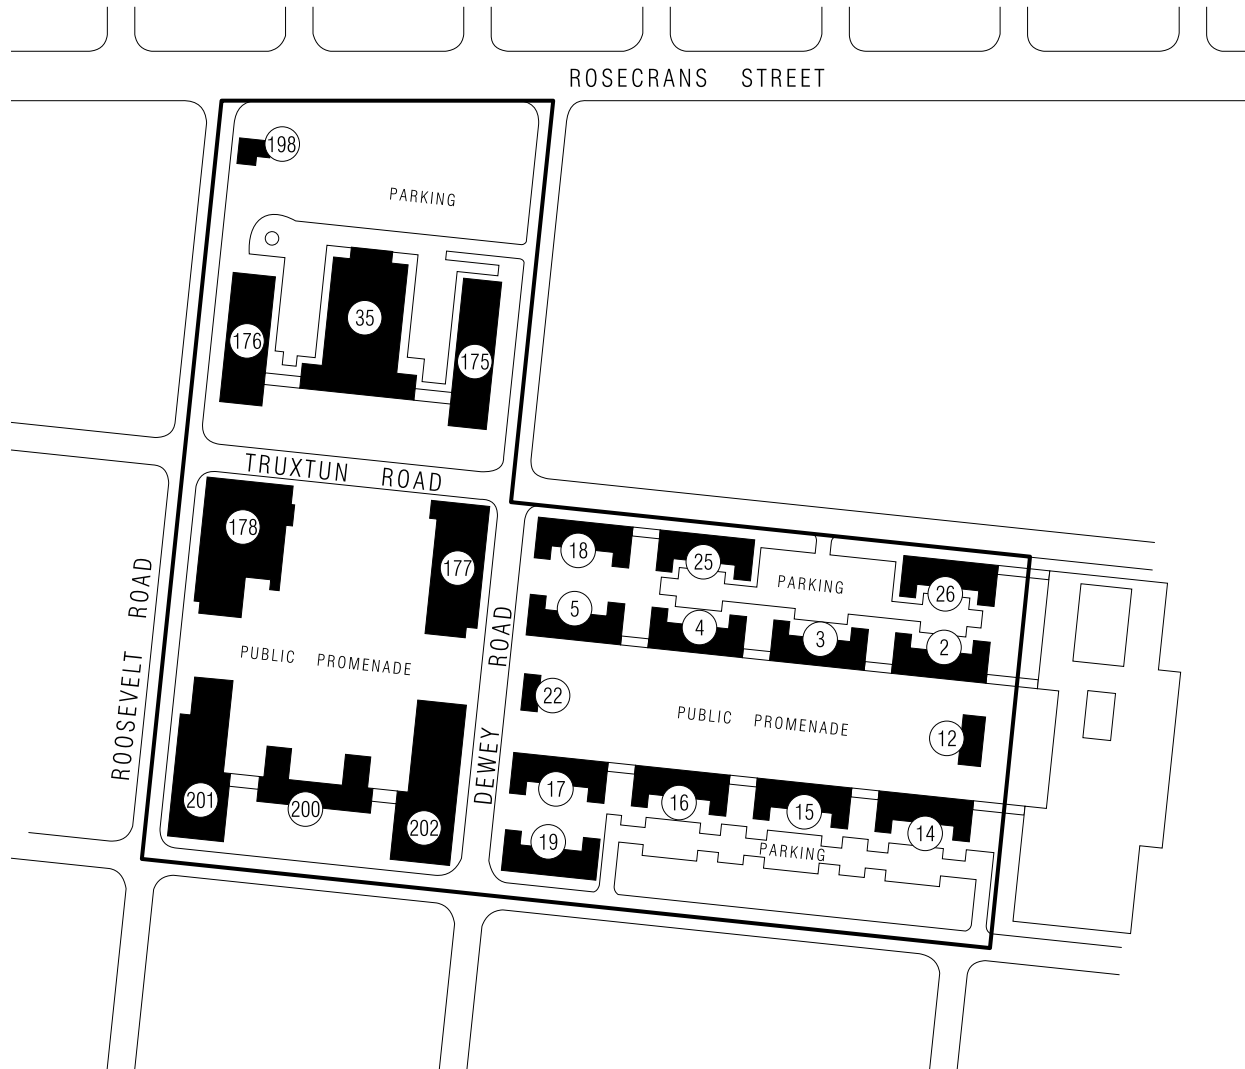 ROSECRANS STREET
198
PARKING
35
176
175
TRUXTUN ROAD
178
177
18
25
PARKING
26
5
4
3
2
ROOSEVELT ROAD
PUBLIC PROMENADE
DEWEY ROAD
22
PUBLIC PROMENADE
12
201
200
202
17
16
15
14
19
PARKING